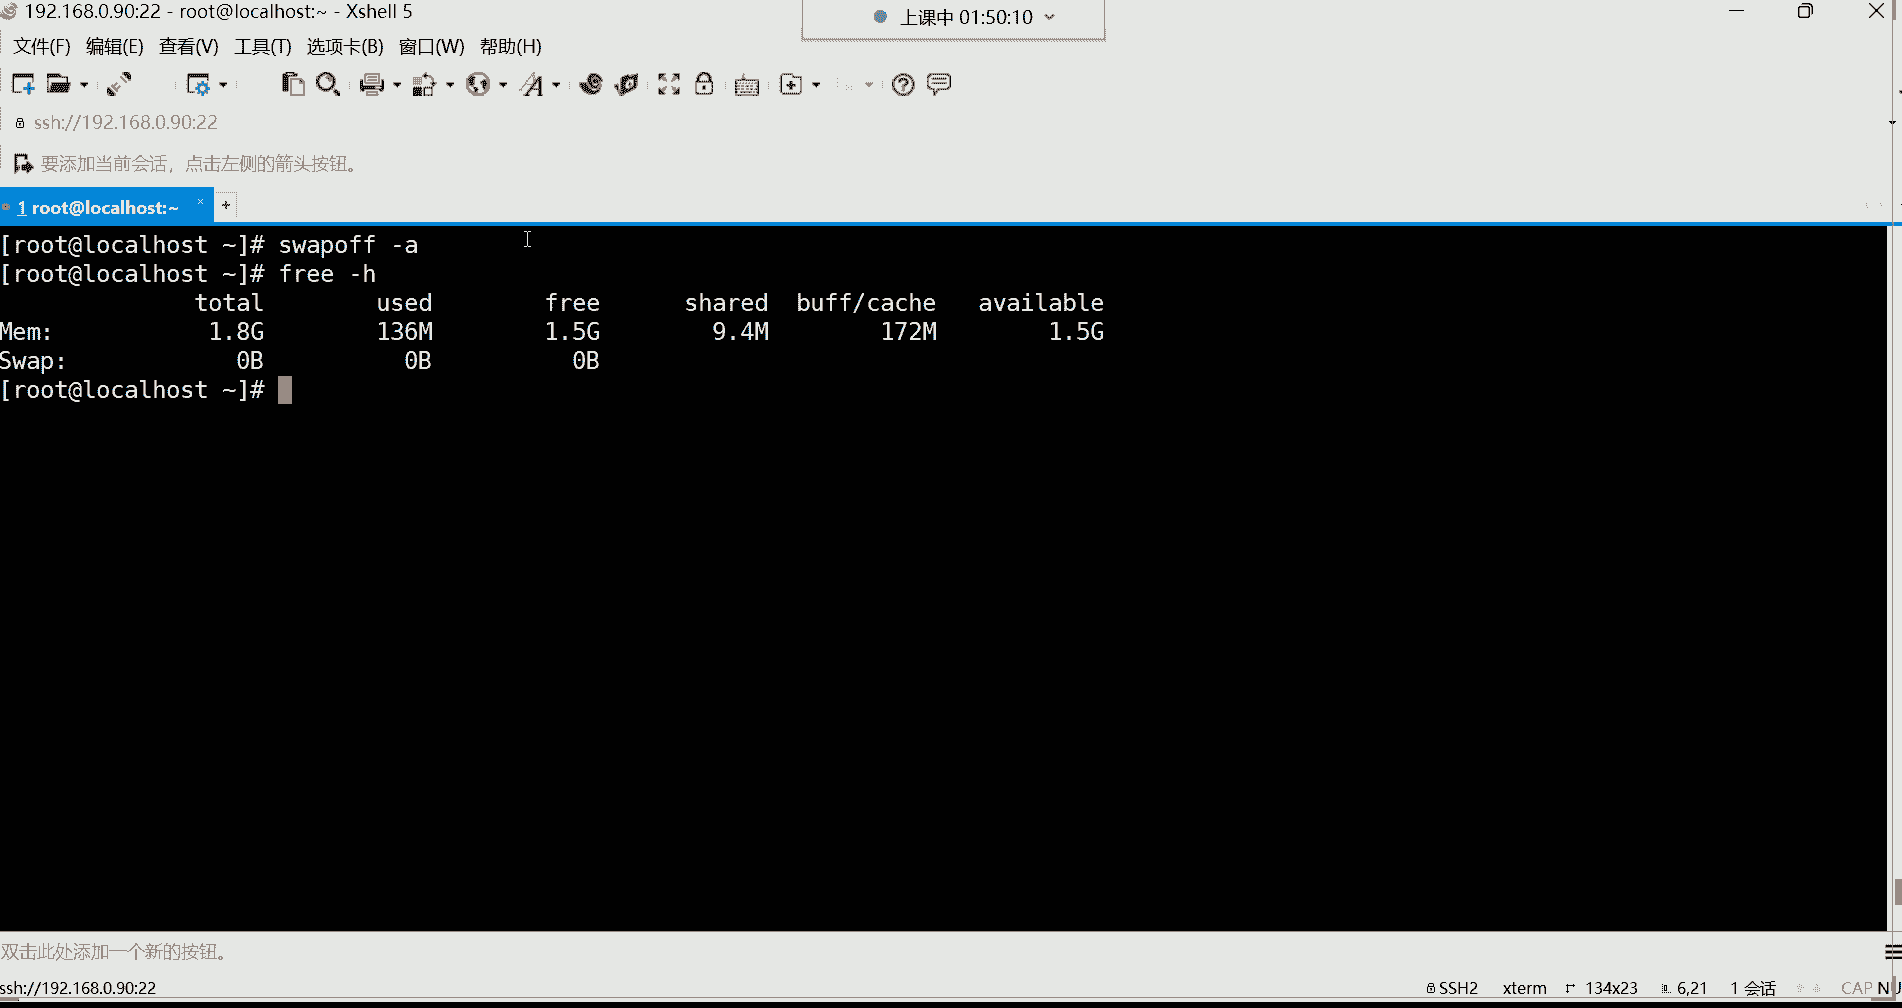 192.168.0.90:22 - root@localhost:~ - Xshell 5
上课中 01:50:10
文件(F) 编辑(E) 查看(V) 工具(T) 选项卡(B) 窗口(W) 帮助(H)
ssh://192.168.0.90:22
要添加当前会话，点击左侧的箭头按钮。
1 root@localhost:~ × +
[root@localhost ~]# swapoff -a
[root@localhost ~]# free -h
total used free shared buff/cache available
Mem: 1.8G 136M 1.5G 9.4M 172M 1.5G
Swap: 0B 0B 0B
[root@localhost ~]#
双击此处添加一个新的按钮。
ssh://192.168.0.90:22 SSH2 xterm 134x23 6,21 1 会话 CAP